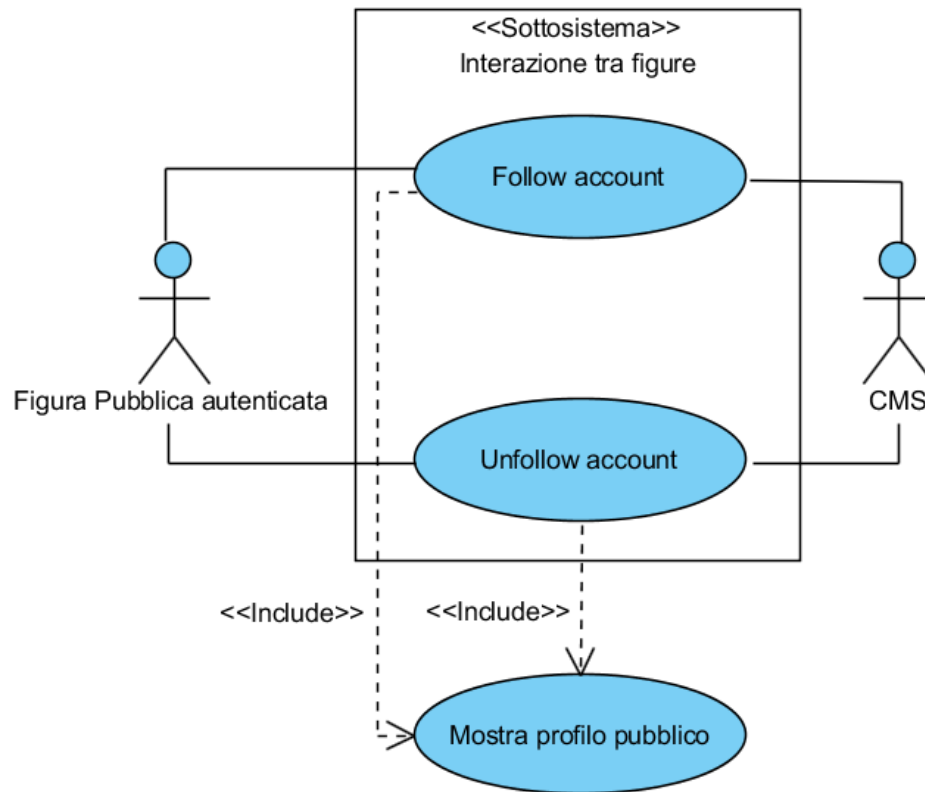 <<Sottosistema>>
Interazione tra figure
Follow account
Figura Pubblica autenticata
CMS
Unfollow account
<<Include>>
<<Include>>
Mostra profilo pubblico